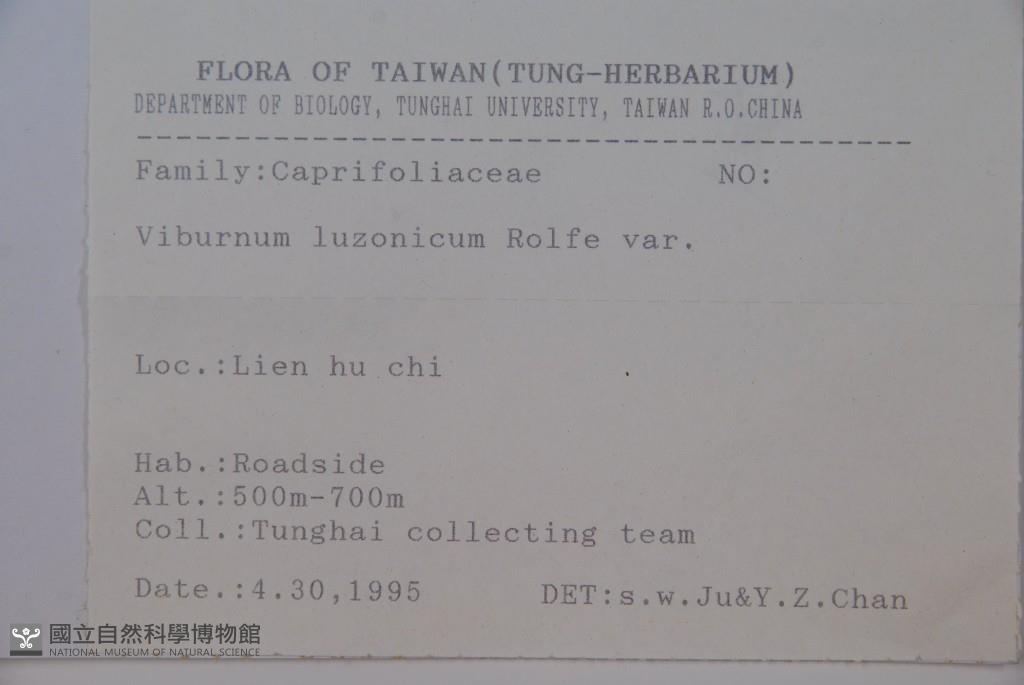 FLORA OF TAIWAN(TUNG-HERBARIUM)
DEPARTMENT OF BIOLOGY, TUNGHAI UNIVERSITY, TAIWAN R.O.CHINA
----------------------------------------
Family:Caprifoliaceae NO:
Viburnum luzonicum Rolfe var.
Loc.:Lien hu chi
Hab.:Roadside
Alt.:500m-700m
Coll.:Tunghai collecting team
Date.:4.30,1995 DET:s.w.Ju&Y.Z.Chan
國立自然科學博物館
NATIONAL MUSEUM OF NATURAL SCIENCE